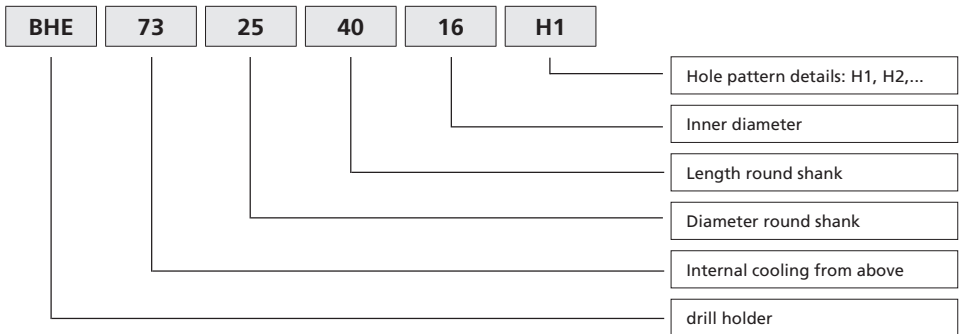 BHE 73 25 40 16 H1
Hole pattern details: H1, H2,...
Inner diameter
Length round shank
Diameter round shank
Internal cooling from above
drill holder